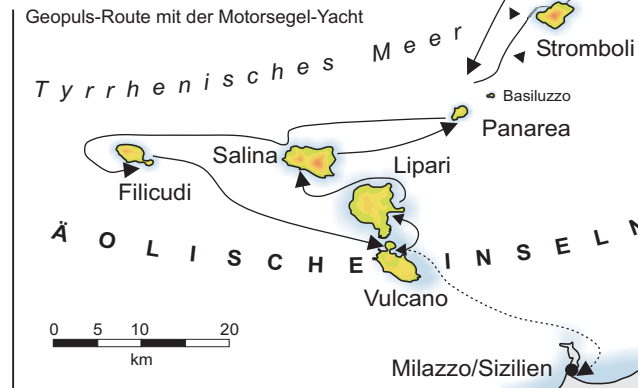 Geopuls-Route mit der Motorsegel-Yacht
Tyrrhenisches Meer
Stromboli
Basiluzzo
Panarea
Salina
Lipari
Filicudi
ÄOLISCHE INSELN
Vulcano
0 5 10 20
km
Milazzo/Sizilien